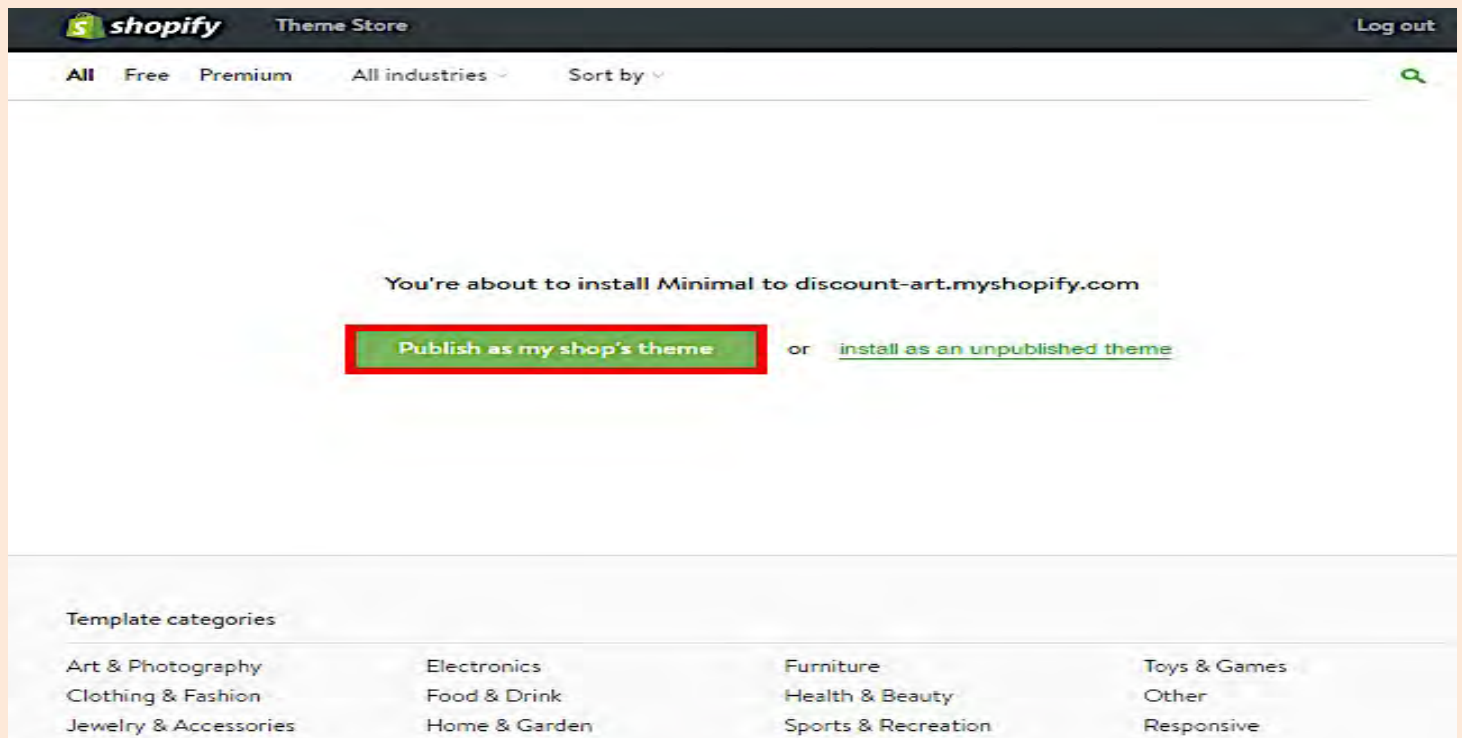 shopify Theme Store Log out
All Free Premium All industries Sort by
You're about to install Minimal to discount-art.myshopify.com
Publish as my shop's theme or install as an unpublished theme
Template categories
Art & Photography Electronics Furniture Toys & Games
Clothing & Fashion Food & Drink Health & Beauty Other
Jewelry & Accessories Home & Garden Sports & Recreation Responsive